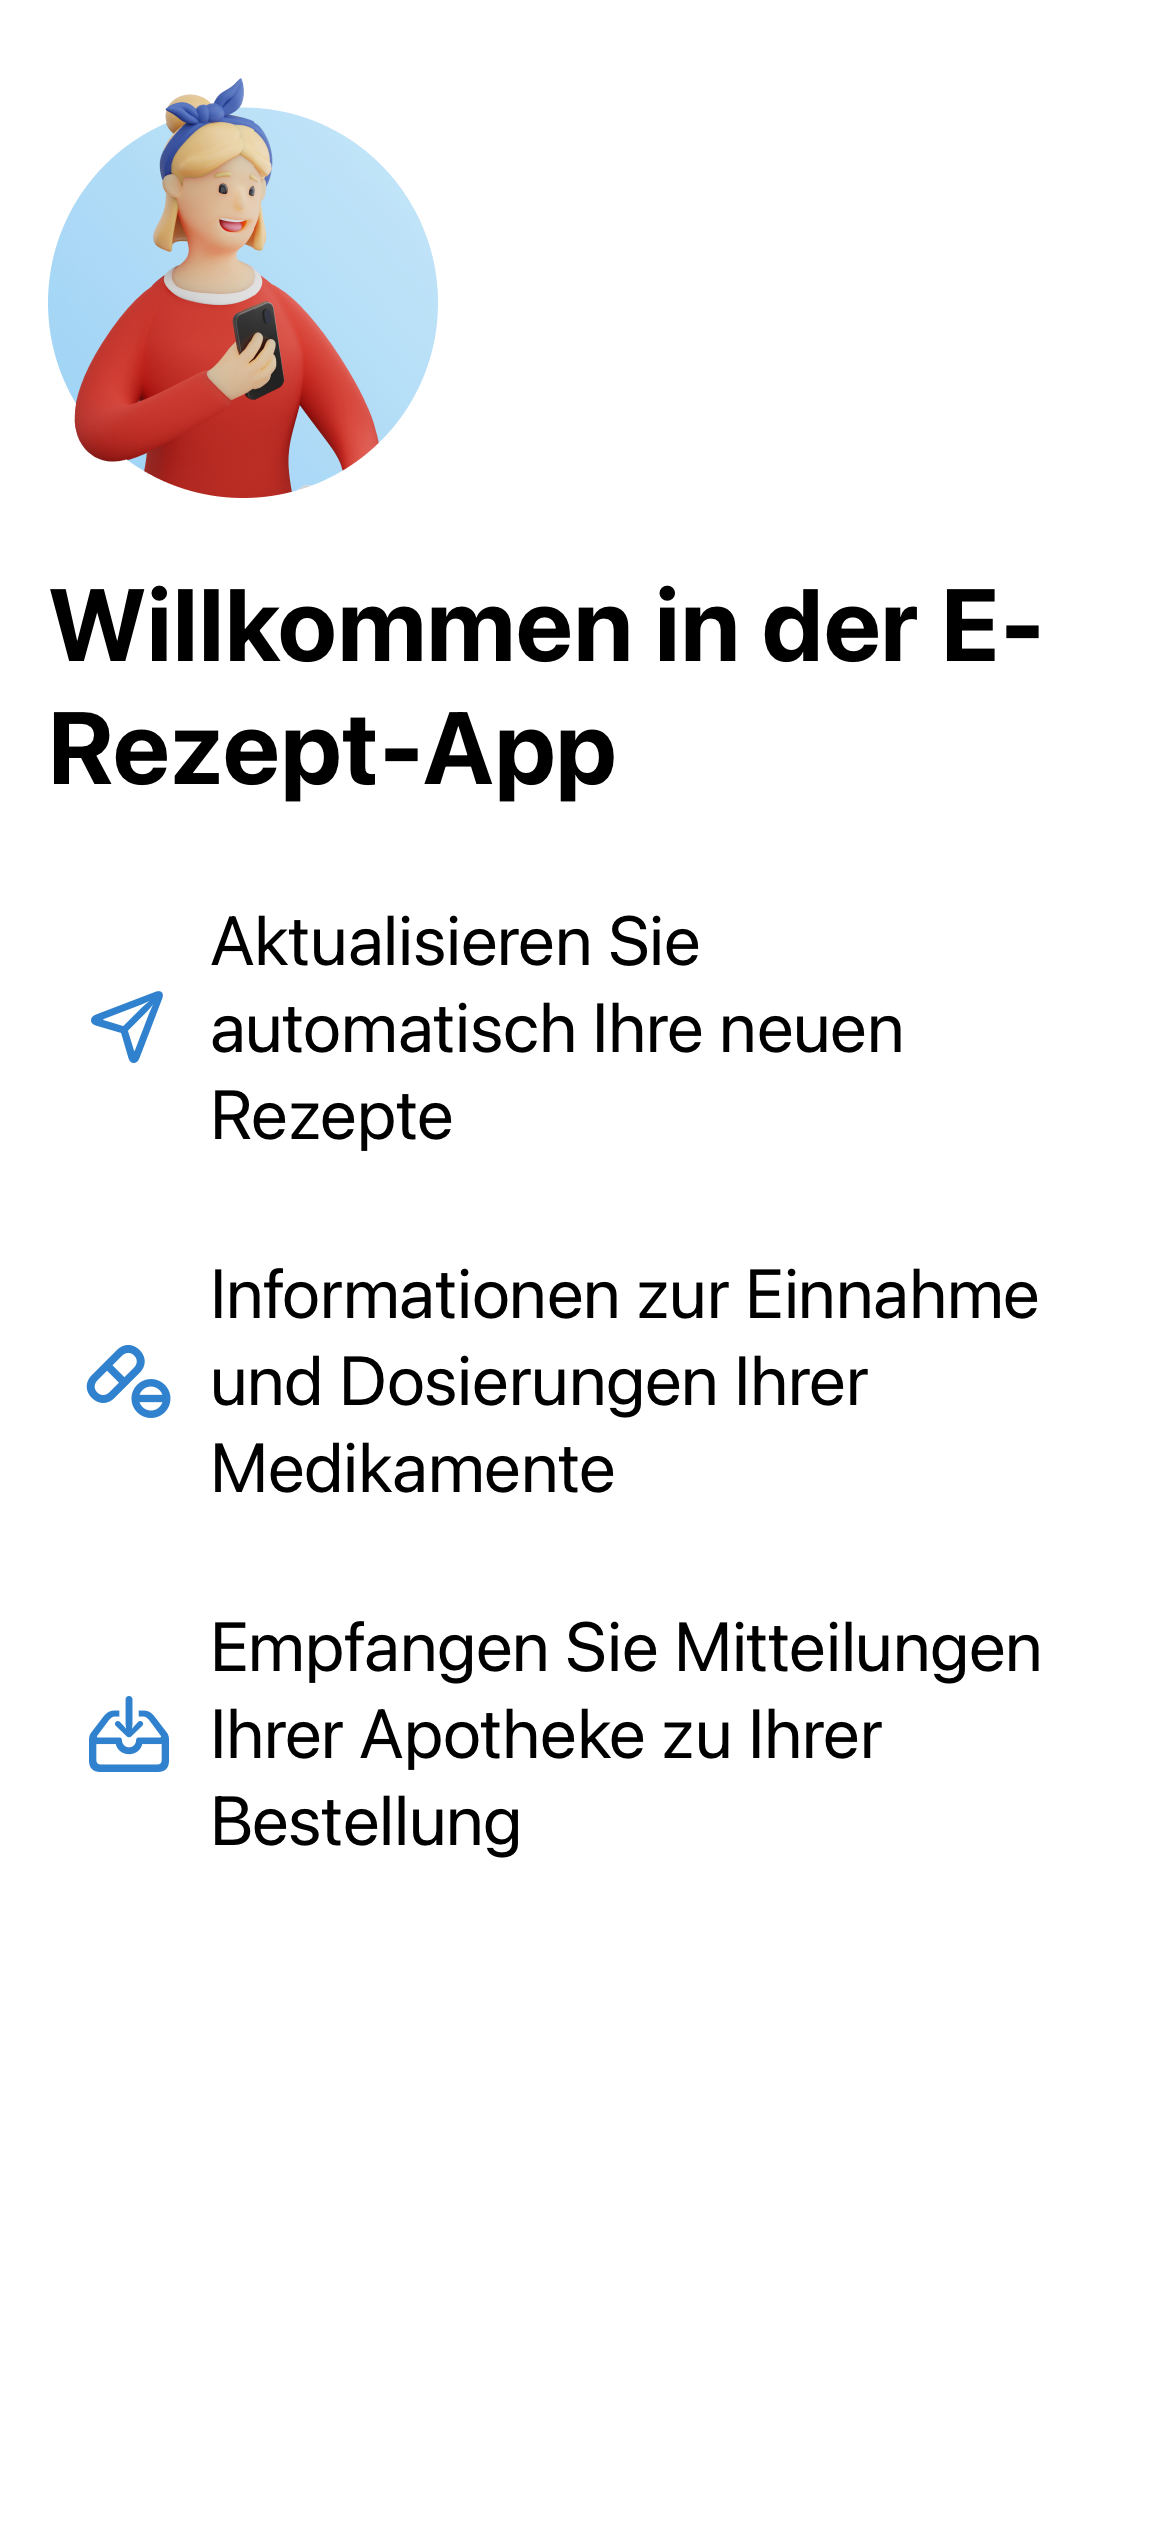 Willkommen in der E-
Rezept-App
Aktualisieren Sie
automatisch Ihre neuen
Rezepte
Informationen zur Einnahme
und Dosierungen Ihrer
Medikamente
Empfangen Sie Mitteilungen
Ihrer Apotheke zu Ihrer
Bestellung